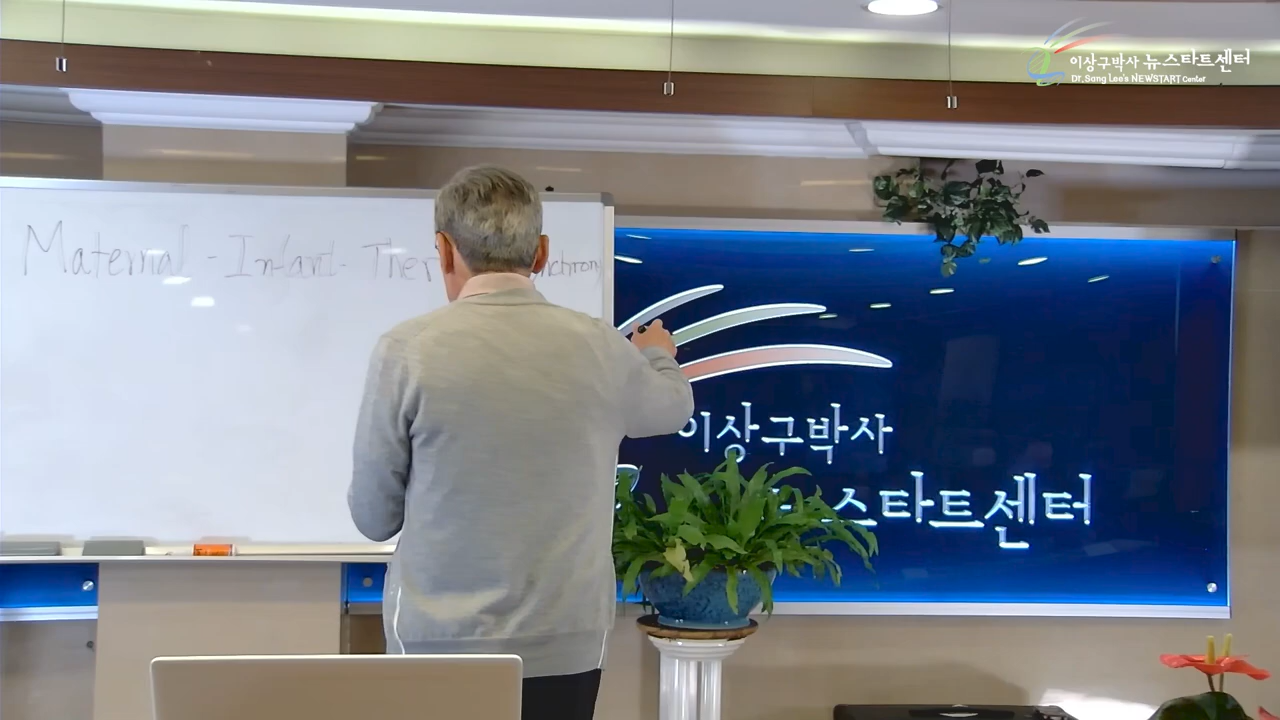 이상구박사 뉴스타트센터
Dr. Sang Lee's NEWSTART Center
Maternal - Infant - Ther nchrony
이상구박사
스타트센터